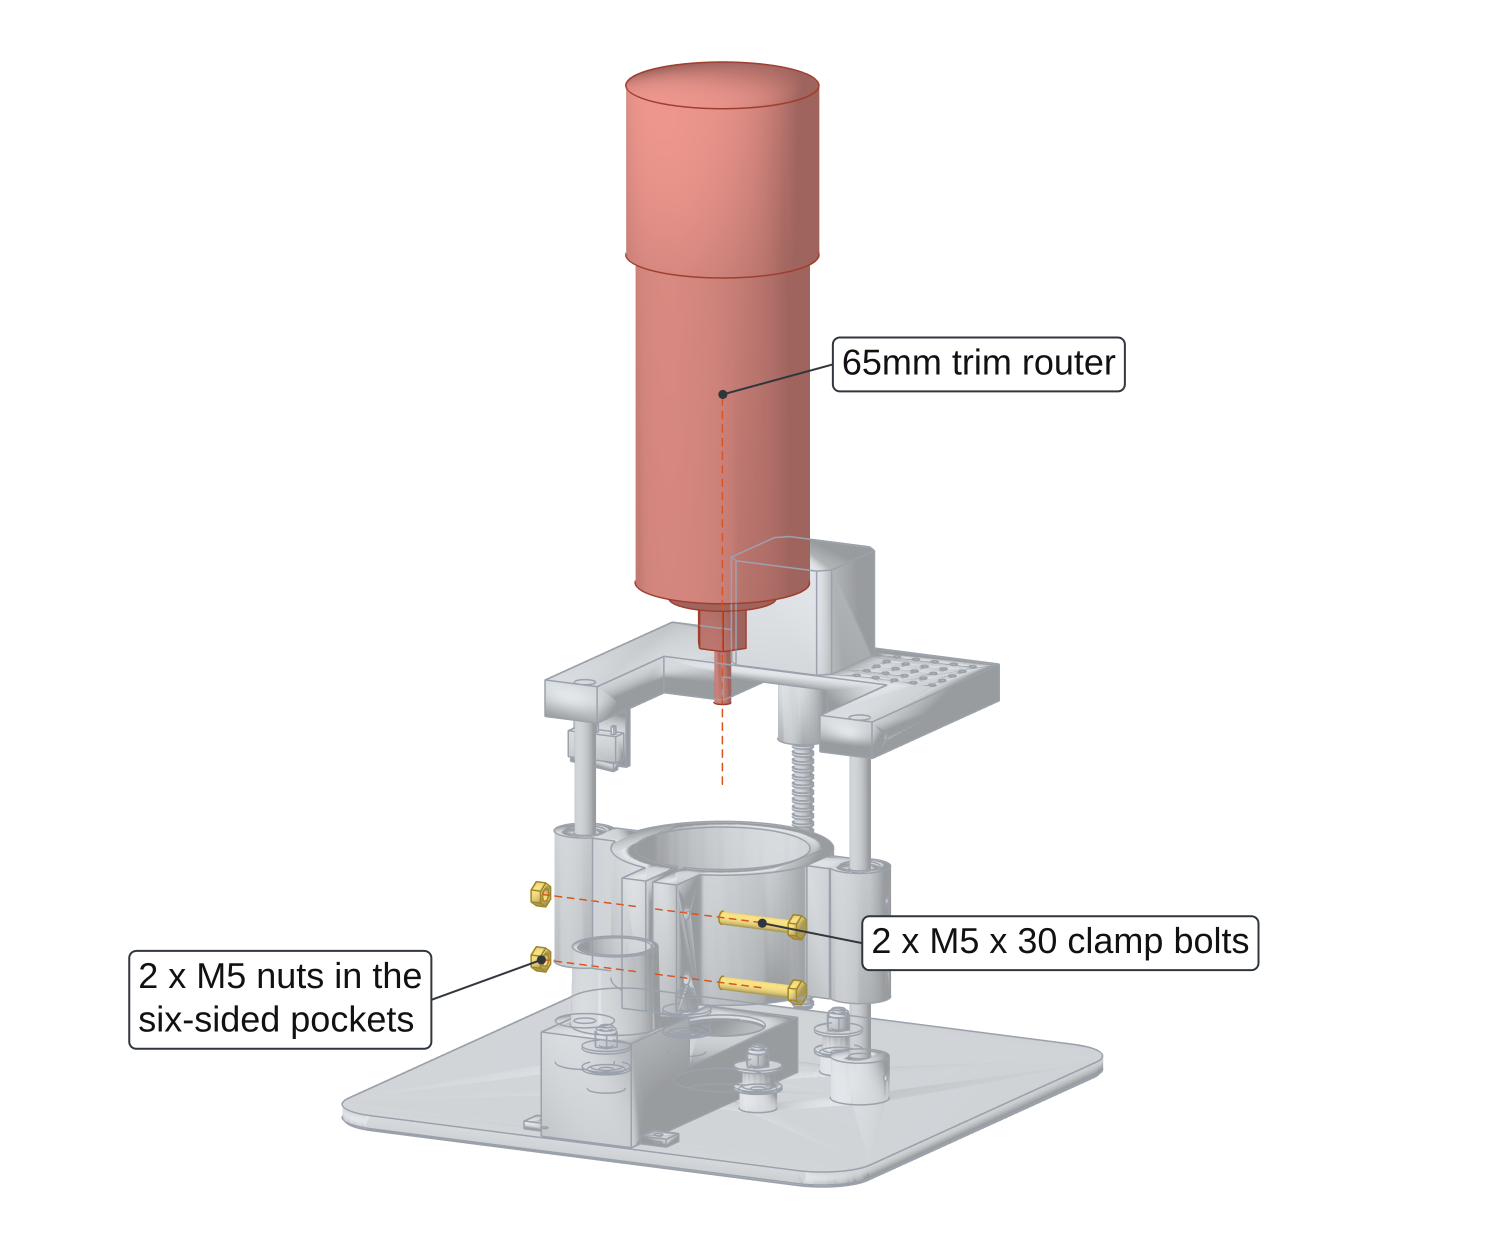 65mm trim router
2 x M5 x 30 clamp bolts
2 x M5 nuts in the
six-sided pockets